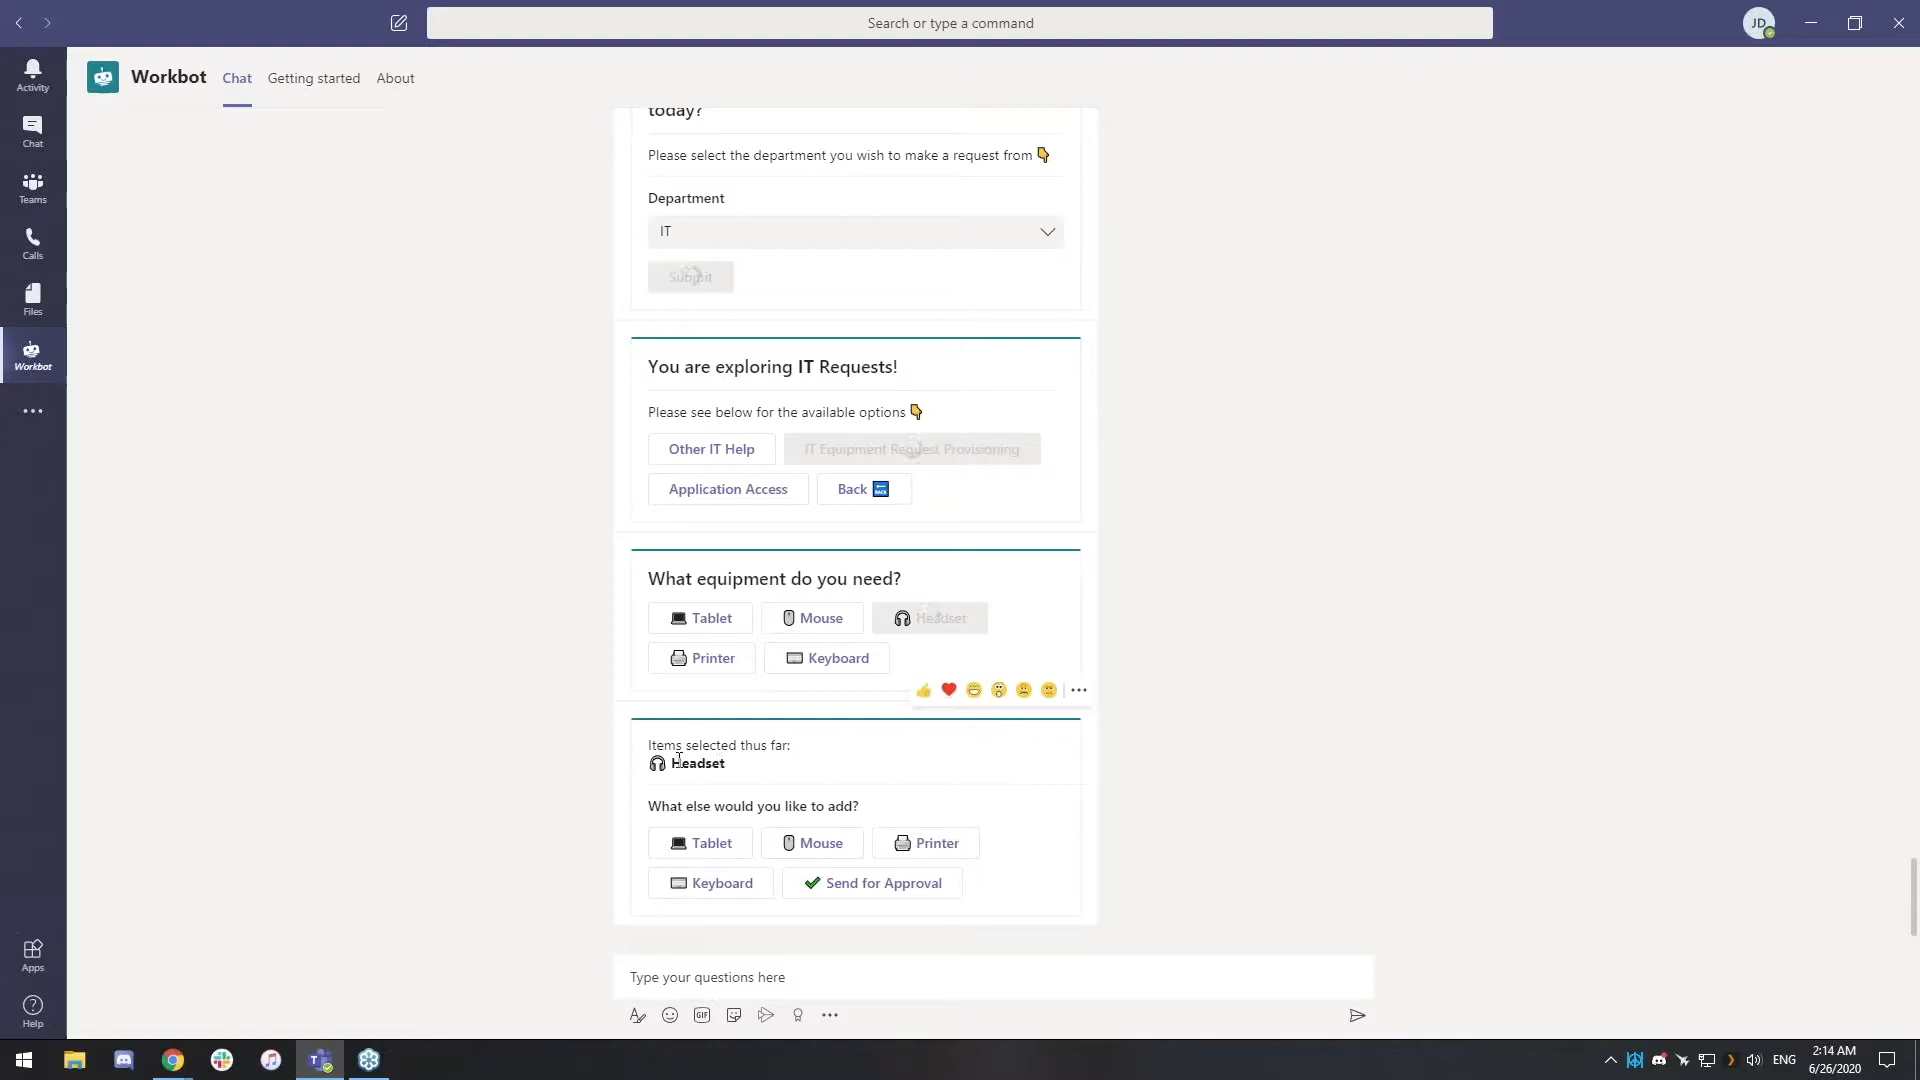 Search or type a command
JD
Activity
Chat
Teams
Calls
Files
Workbot
Apps
Help
Workbot
Chat
Getting started
About
today?
Please select the department you wish to make a request from
Department
IT
Submit
You are exploring IT Requests!
Please see below for the available options
Other IT Help
IT Equipment Request Provisioning
Application Access
Back
What equipment do you need?
Tablet
Mouse
Headset
Printer
Keyboard
Items selected thus far:
Headset
What else would you like to add?
Tablet
Mouse
Printer
Keyboard
Send for Approval
Type your questions here
GIF
ENG
2:14 AM
6/26/2020